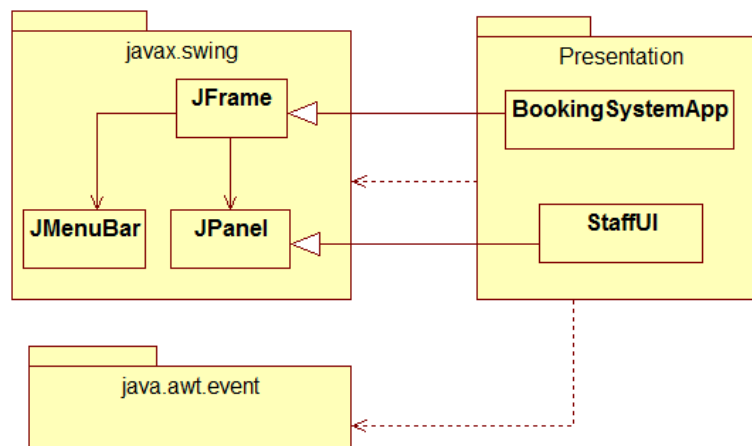 javax.swing
Presentation
JFrame
BookingSystemApp
JMenuBar
JPanel
StaffUI
java.awt.event